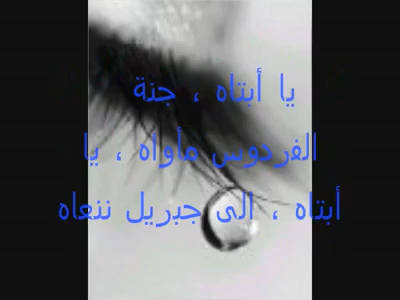 يا أبتاه ، جنة
الفردوس مأواه ، يا
أبتاه ، الى جبريل ننعاه